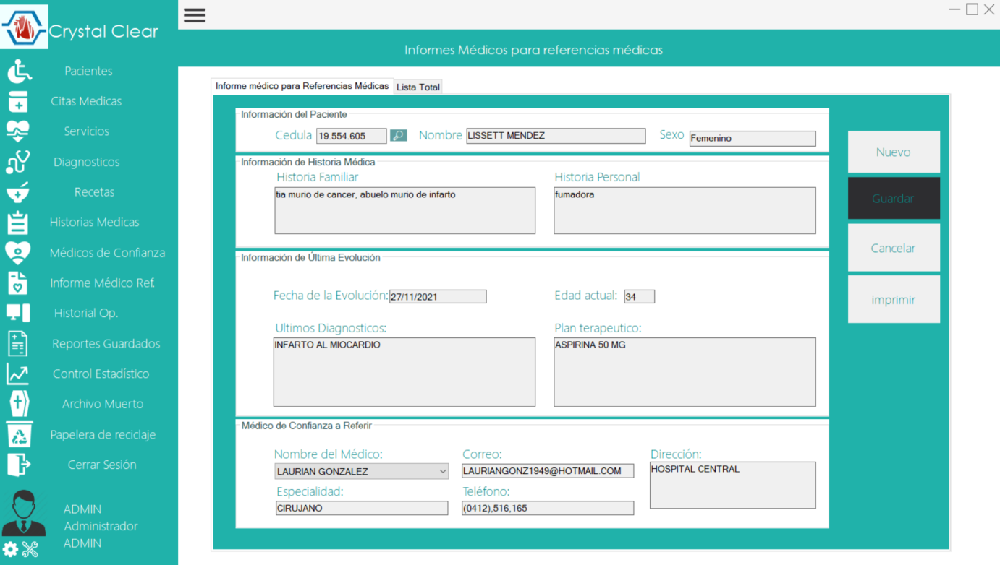 Crystal Clear
Pacientes
Citas Medicas
Servicios
Diagnosticos
Recetas
Historias Medicas
Médicos de Confianza
Informe Médico Ref.
Historial Op.
Reportes Guardados
Control Estadístico
Archivo Muerto
Papelera de reciclaje
Cerrar Sesión
ADMIN
Administrador
ADMIN
Informes Médicos para referencias médicas
Informe médico para Referencias Médicas Lista Total
Información del Paciente
Cedula 19.554.605 Nombre LISSETT MENDEZ Sexo Femenino
Información de Historia Médica
Historia Familiar Historia Personal
tia murio de cancer, abuelo murio de infarto fumadora
Información de Última Evolución
Fecha de la Evolución: 27/11/2021 Edad actual: 34
Ultimos Diagnosticos: Plan terapeutico:
INFARTO AL MIOCARDIO ASPIRINA 50 MG
Médico de Confianza a Referir
Nombre del Médico: Correo: Dirección:
LAURIAN GONZALEZ LAURIANGONZ1949@HOTMAIL.COM HOSPITAL CENTRAL
Especialidad: Teléfono:
CIRUJANO (0412),516,165
Nuevo
Guardar
Cancelar
imprimir